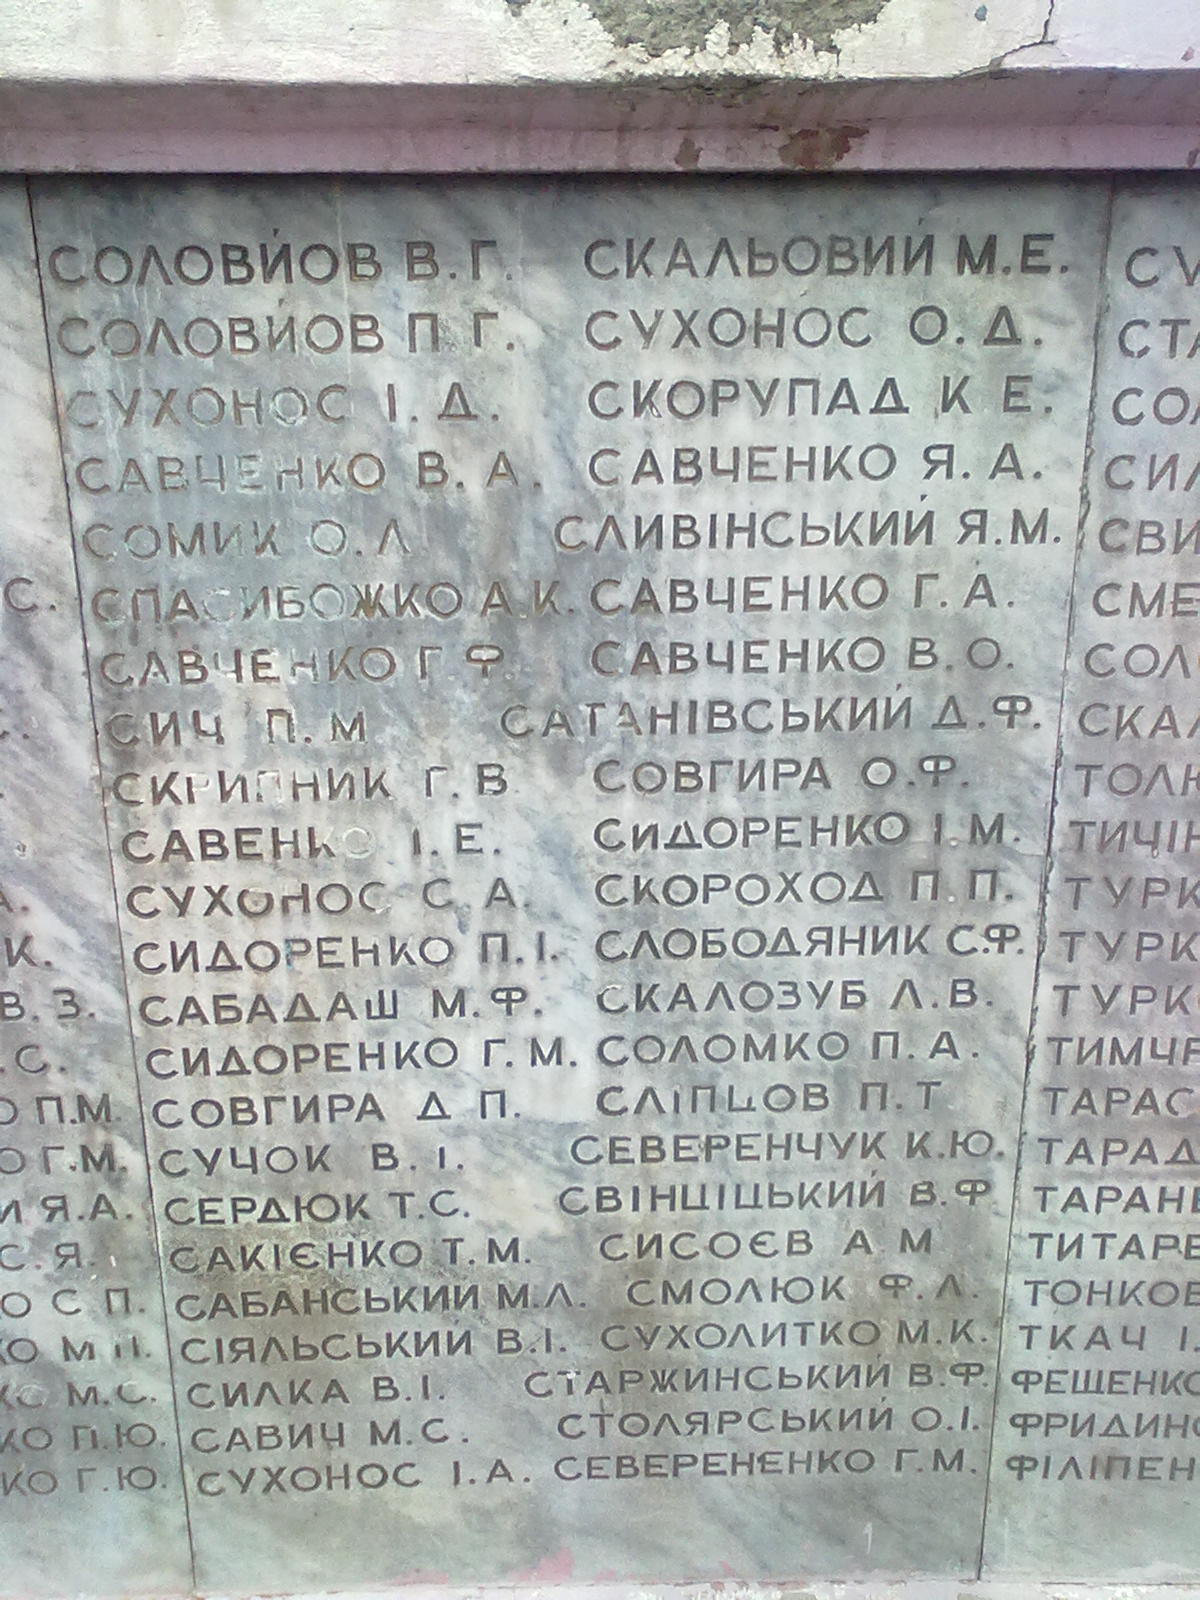 СОЛОВЙОВ В. Г.
СОЛОВЙОВ П Г.
СУХОНОС І. Д.
САВЧЕНКО В. А.
СОМИК О. Л
СПАСИБОЖКО А.К.
САВЧЕНКО Г Ф.
СИЧ П. М
СКРИПНИК Г. В
САВЕНКО І. Е.
СУХОНОС С. А.
СИДОРЕНКО П. І.
САБАДАШ М. Ф.
СИДОРЕНКО Г. М.
СОВГИРА Д П.
СУЧОК В. І.
СЕРДЮК Т. С.
САКІЄНКО Т. М.
САБАНСЬКИЙ М.Л.
СІЯЛЬСЬКИЙ В. І.
СИЛКА В. І.
САВИЧ М. С.
СУХОНОС І. А.
СКАЛЬОВИЙ М.Е.
СУХОНОС О. Д.
СКОРУПАД К Е.
САВЧЕНКО Я. А.
СЛИВІНСЬКИЙ Я.М.
САВЧЕНКО Г. А.
САВЧЕНКО В. О.
САТАНІВСЬКИЙ Д.Ф.
СОВГИРА О.Ф.
СИДОРЕНКО І. М.
СКОРОХОД П. П.
СЛОБОДЯНИК С.Ф.
СКАЛОЗУБ Л. В.
СОЛОМКО П. А.
СЛІПЦОВ П. Т
СЕВЕРЕНЧУК К.Ю.
СВІНЦІЦЬКИЙ В.Ф
СИСОЄВ А М
СМОЛЮК Ф. Л.
СУХОЛИТКО М. К.
СТАРЖИНСЬКИЙ В.Ф.
СТОЛЯРСЬКИЙ О.І.
СЕВЕРЕНЕНКО Г.М.
ТКАЧ І.